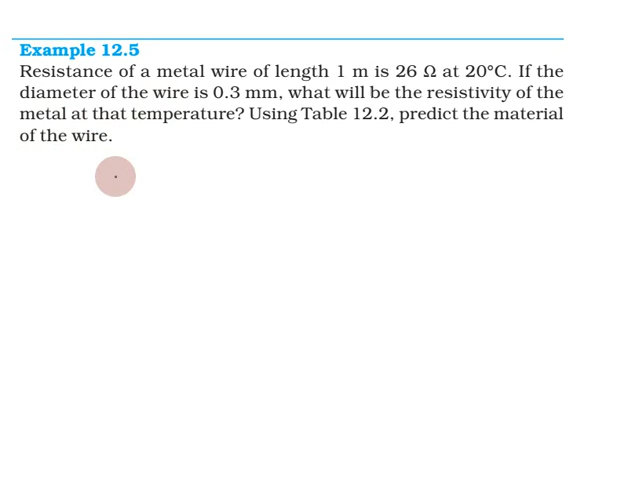 Example 12.5
Resistance of a metal wire of length 1 m is 26 Ω at 20°C. If the
diameter of the wire is 0.3 mm, what will be the resistivity of the
metal at that temperature? Using Table 12.2, predict the material
of the wire.